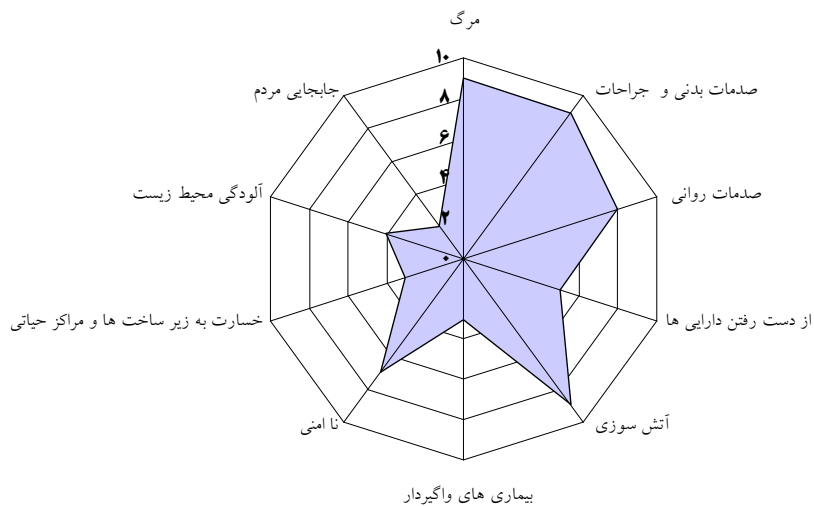 مرگ
۱۰
صدمات بدنی و جراحات
جابجایی مردم
۸
۶
۴
صدمات روانی
آلودگی محیط زیست
۲
۰
از دست رفتن دارایی ها
خسارت به زیر ساخت ها و مراکز حیاتی
آتش سوزی
نا امنی
بیماری های واگیردار